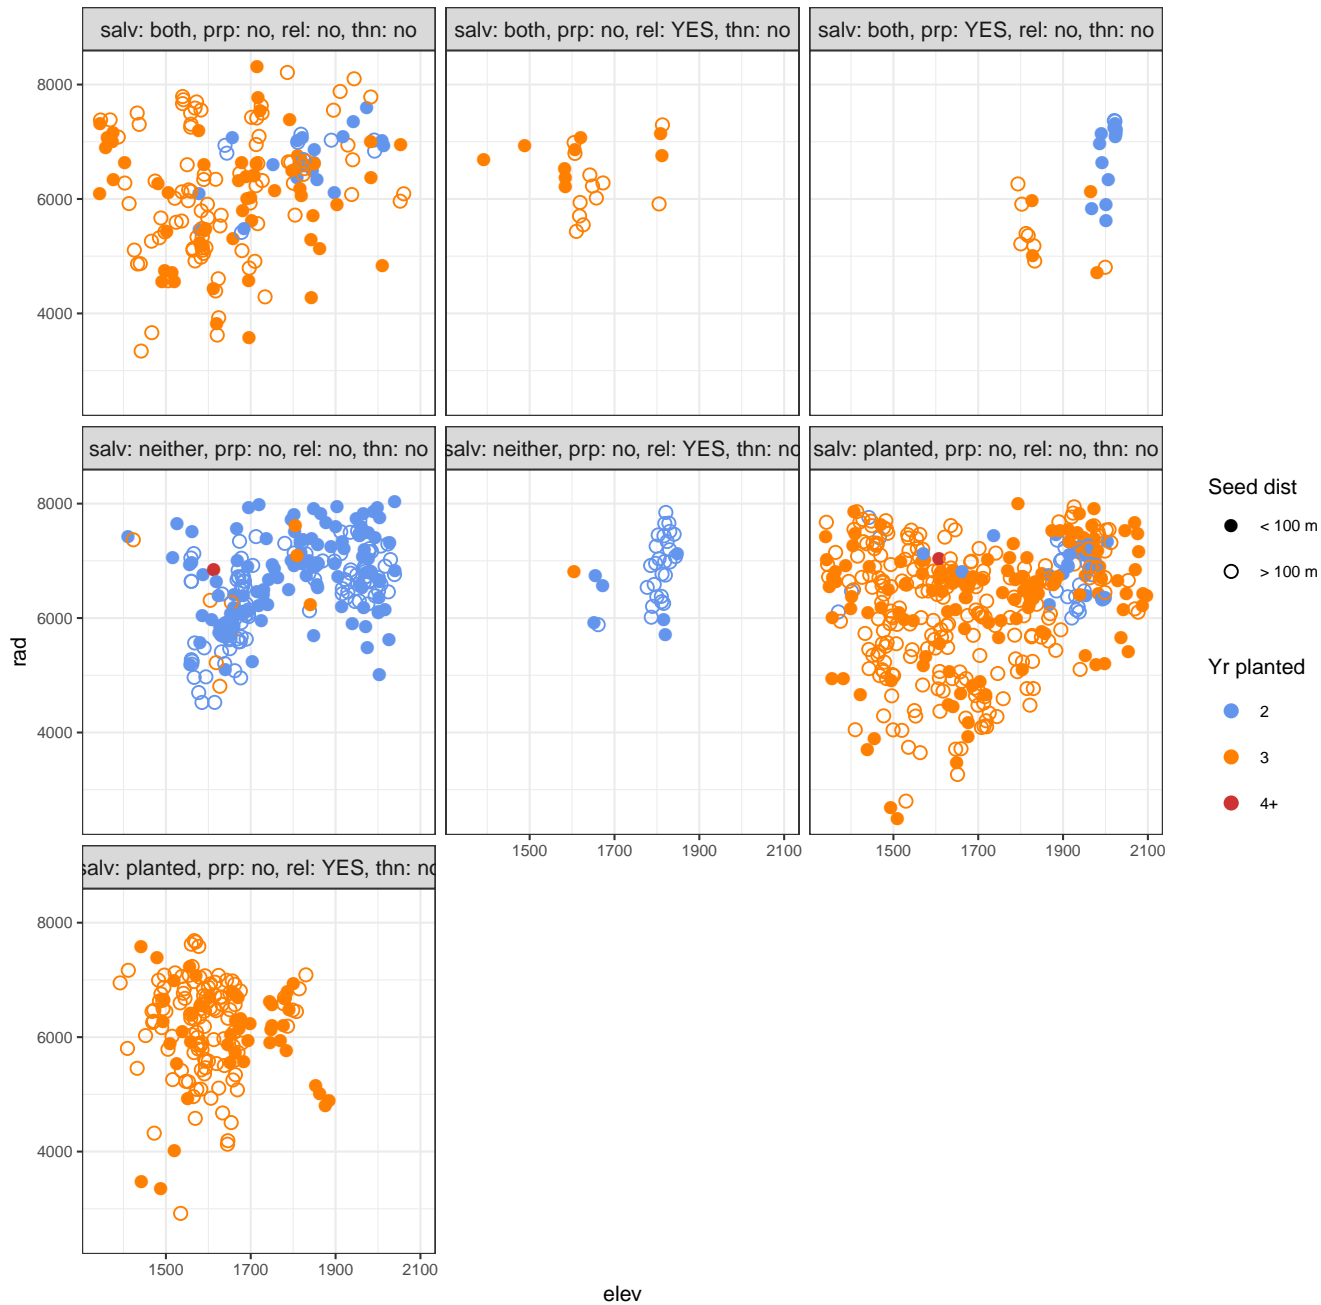 salv: both, prp: no, rel: no, thn: no
salv: both, prp: no, rel: YES, thn: no
salv: both, prp: YES, rel: no, thn: no
8000
6000
4000
salv: neither, prp: no, rel: no, thn: no
salv: neither, prp: no, rel: YES, thn: no
salv: planted, prp: no, rel: no, thn: no
8000
6000
4000
1500 1700 1900 2100
1500 1700 1900 2100
salv: planted, prp: no, rel: YES, thn: no
8000
6000
4000
1500 1700 1900 2100
elev
rad
Seed dist
< 100 m
> 100 m
Yr planted
2
3
4+